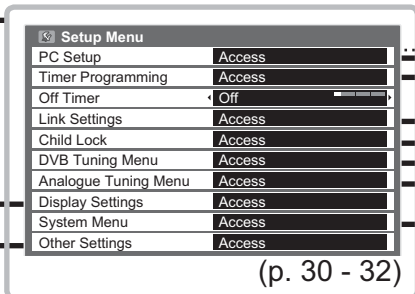 Setup Menu
PC Setup Access
Timer Programming Access
Off Timer Off
Link Settings Access
Child Lock Access
DVB Tuning Menu Access
Analogue Tuning Menu Access
Display Settings Access
System Menu Access
Other Settings Access
(p. 30 - 32)